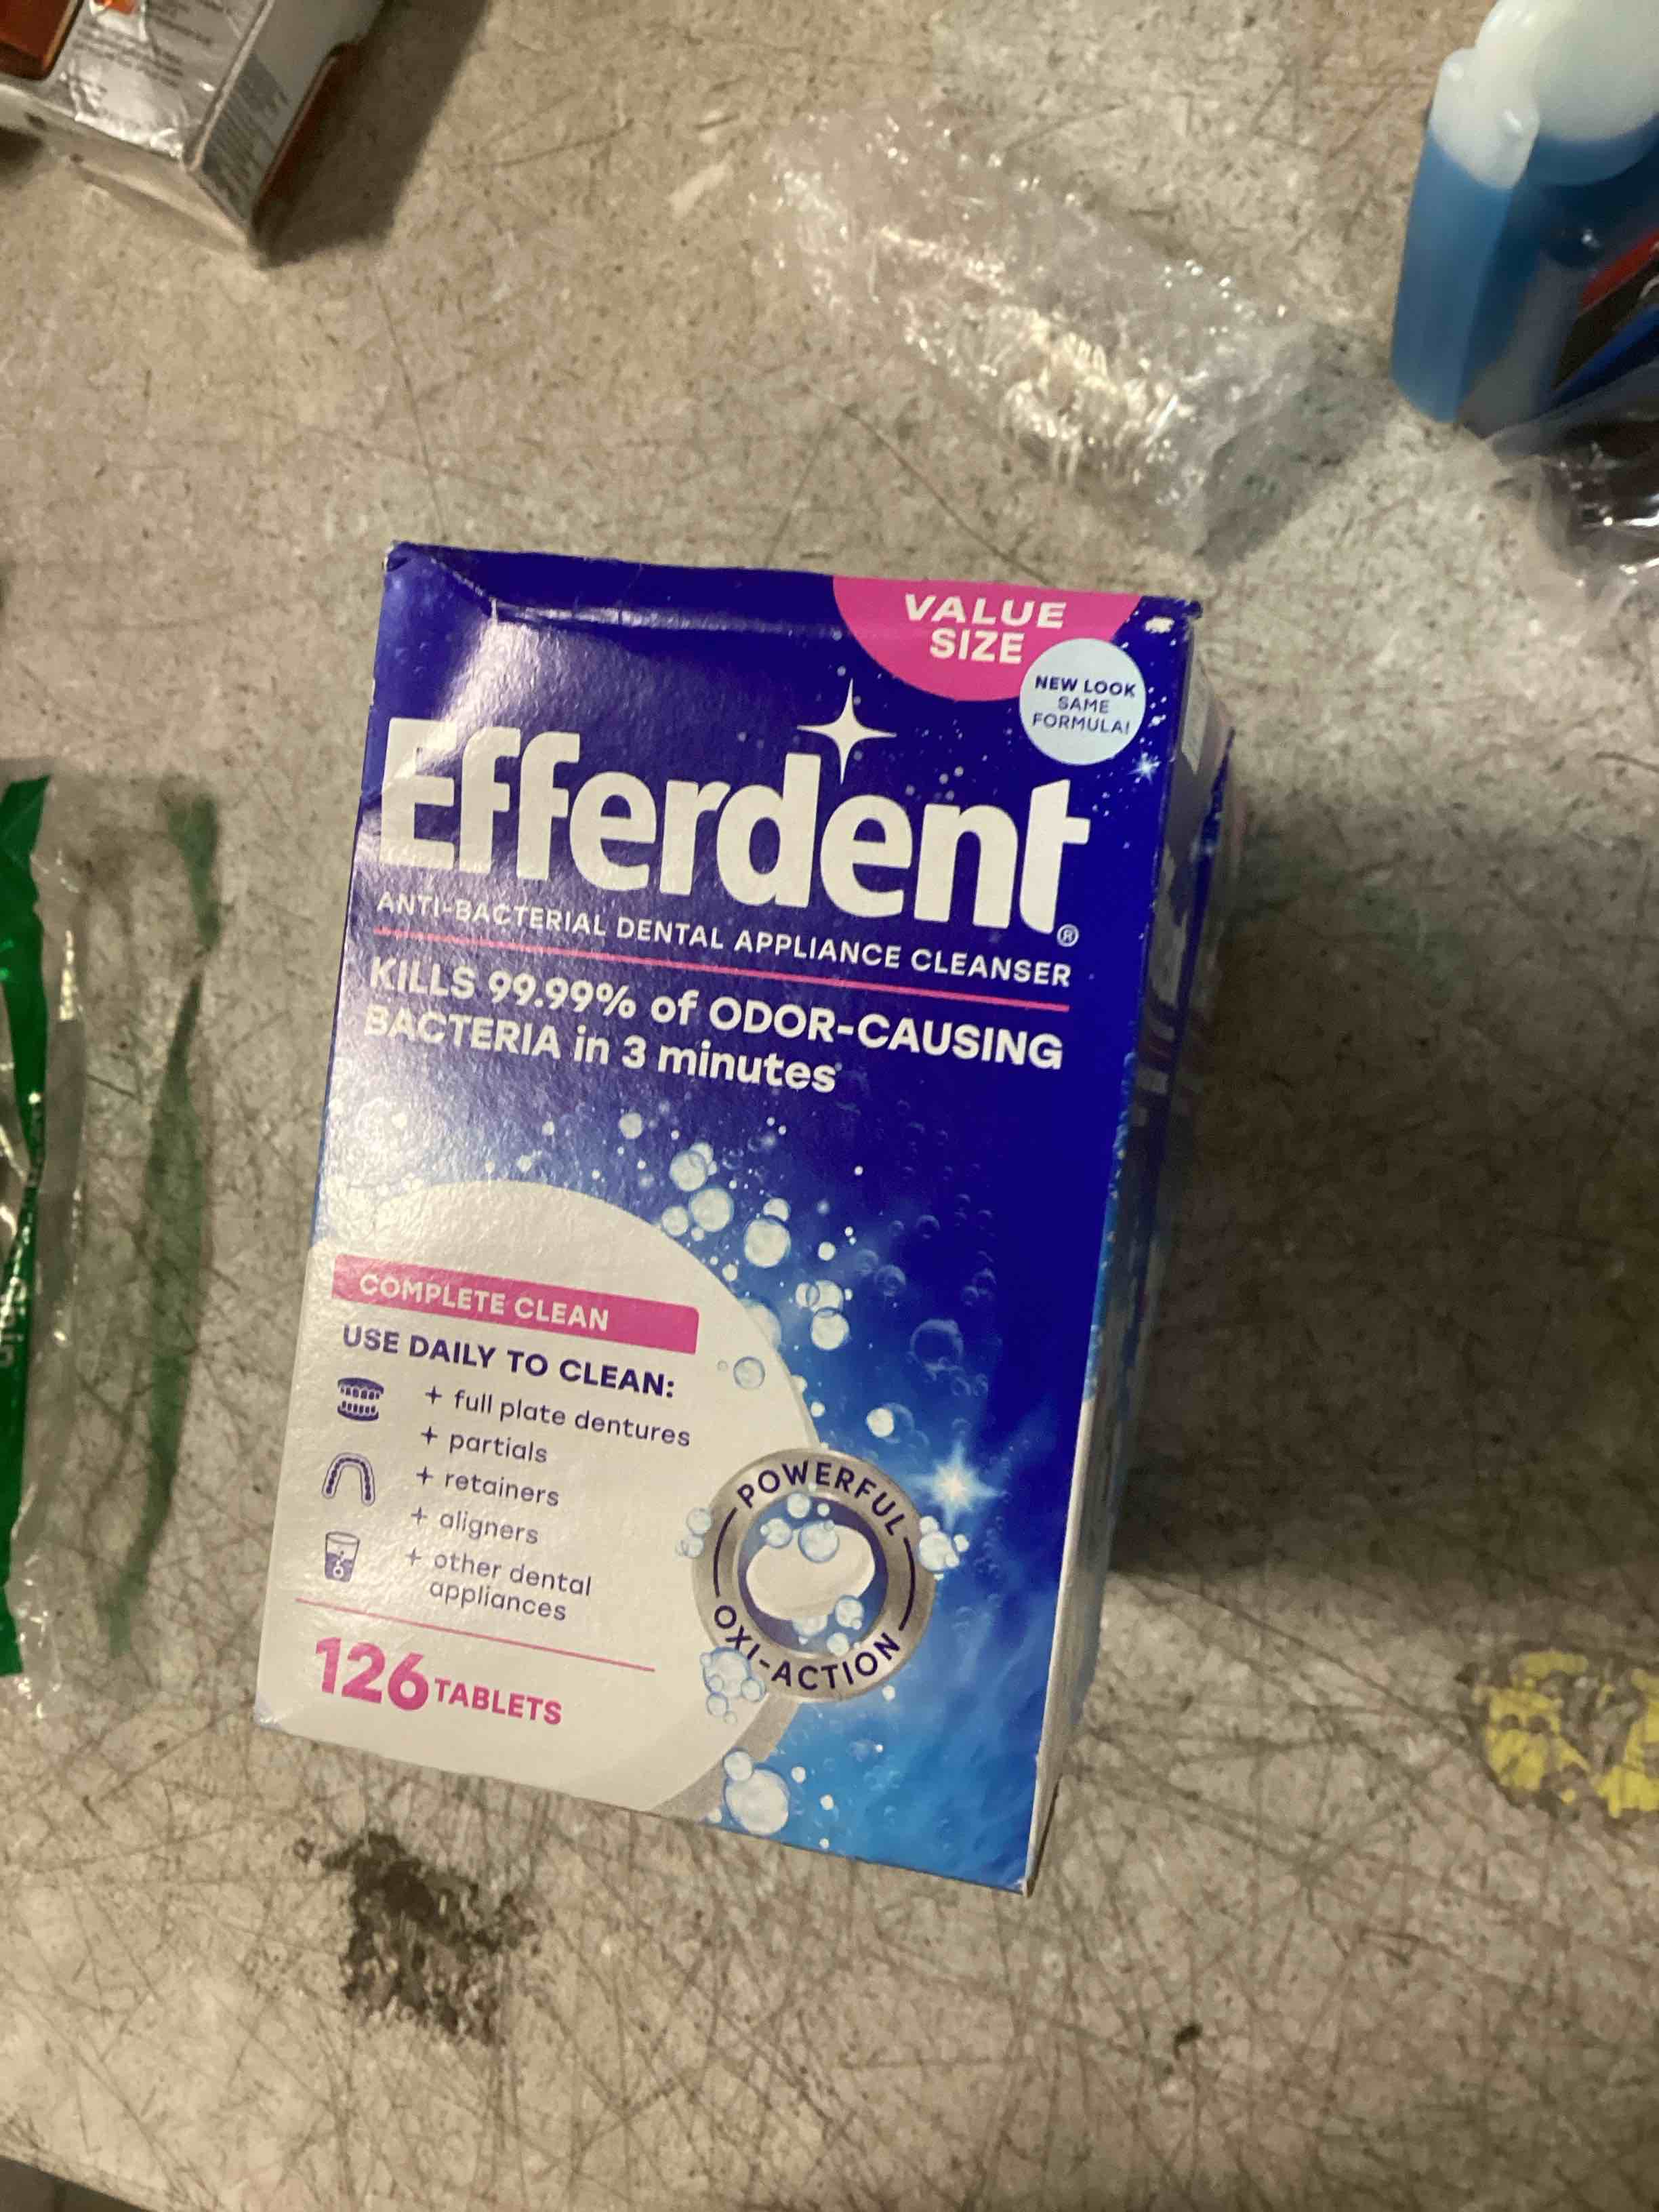 VALUE
SIZE
NEW LOOK
SAME
FORMULA!
Efferdent®
ANTI-BACTERIAL DENTAL APPLIANCE CLEANSER
KILLS 99.99% of ODOR-CAUSING
BACTERIA in 3 minutes*
COMPLETE CLEAN
USE DAILY TO CLEAN:
+ full plate dentures
+ partials
+ retainers
+ aligners
+ other dental
appliances
126 TABLETS
POWERFUL
OXI-ACTION